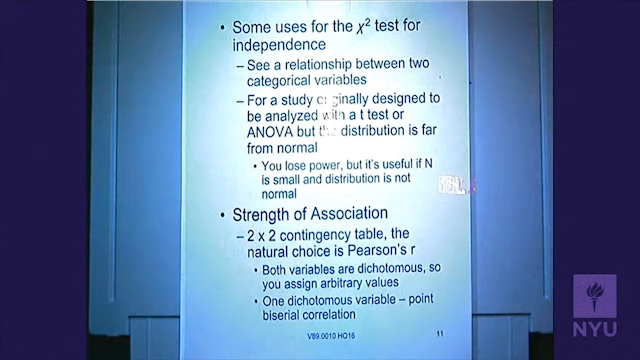 • Some uses for the χ² test for
independence
– See a relationship between two
categorical variables
– For a study originally designed to
be analyzed with a t test or
ANOVA but the distribution is far
from normal
• You lose power, but it's useful if N
is small and distribution is not
normal
• Strength of Association
– 2 x 2 contingency table, the
natural choice is Pearson's r
• Both variables are dichotomous, so
you assign arbitrary values
• One dichotomous variable – point
biserial correlation
V89.0010 HO16
11
NYU